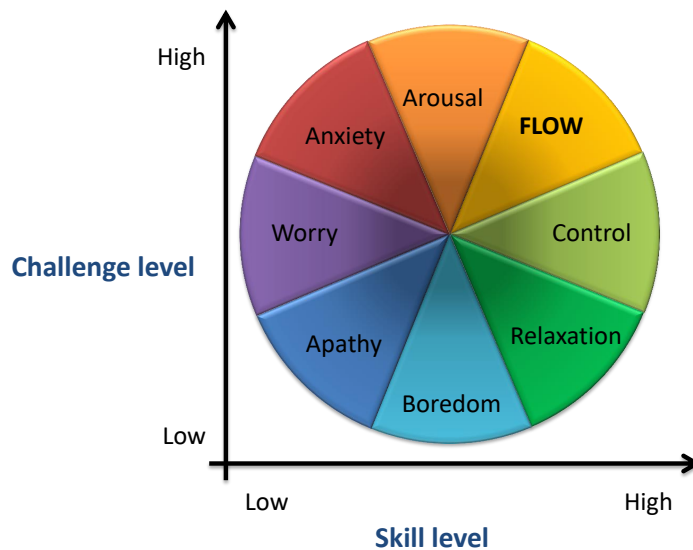 High
Arousal
FLOW
Anxiety
Worry
Control
Challenge level
Apathy
Relaxation
Boredom
Low
Low
High
Skill level